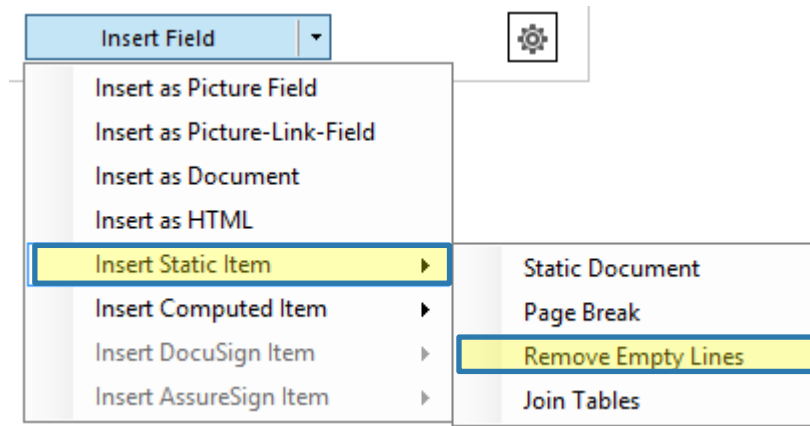 Insert Field
Insert as Picture Field
Insert as Picture-Link-Field
Insert as Document
Insert as HTML
Insert Static Item
Insert Computed Item
Insert DocuSign Item
Insert AssureSign Item
Static Document
Page Break
Remove Empty Lines
Join Tables